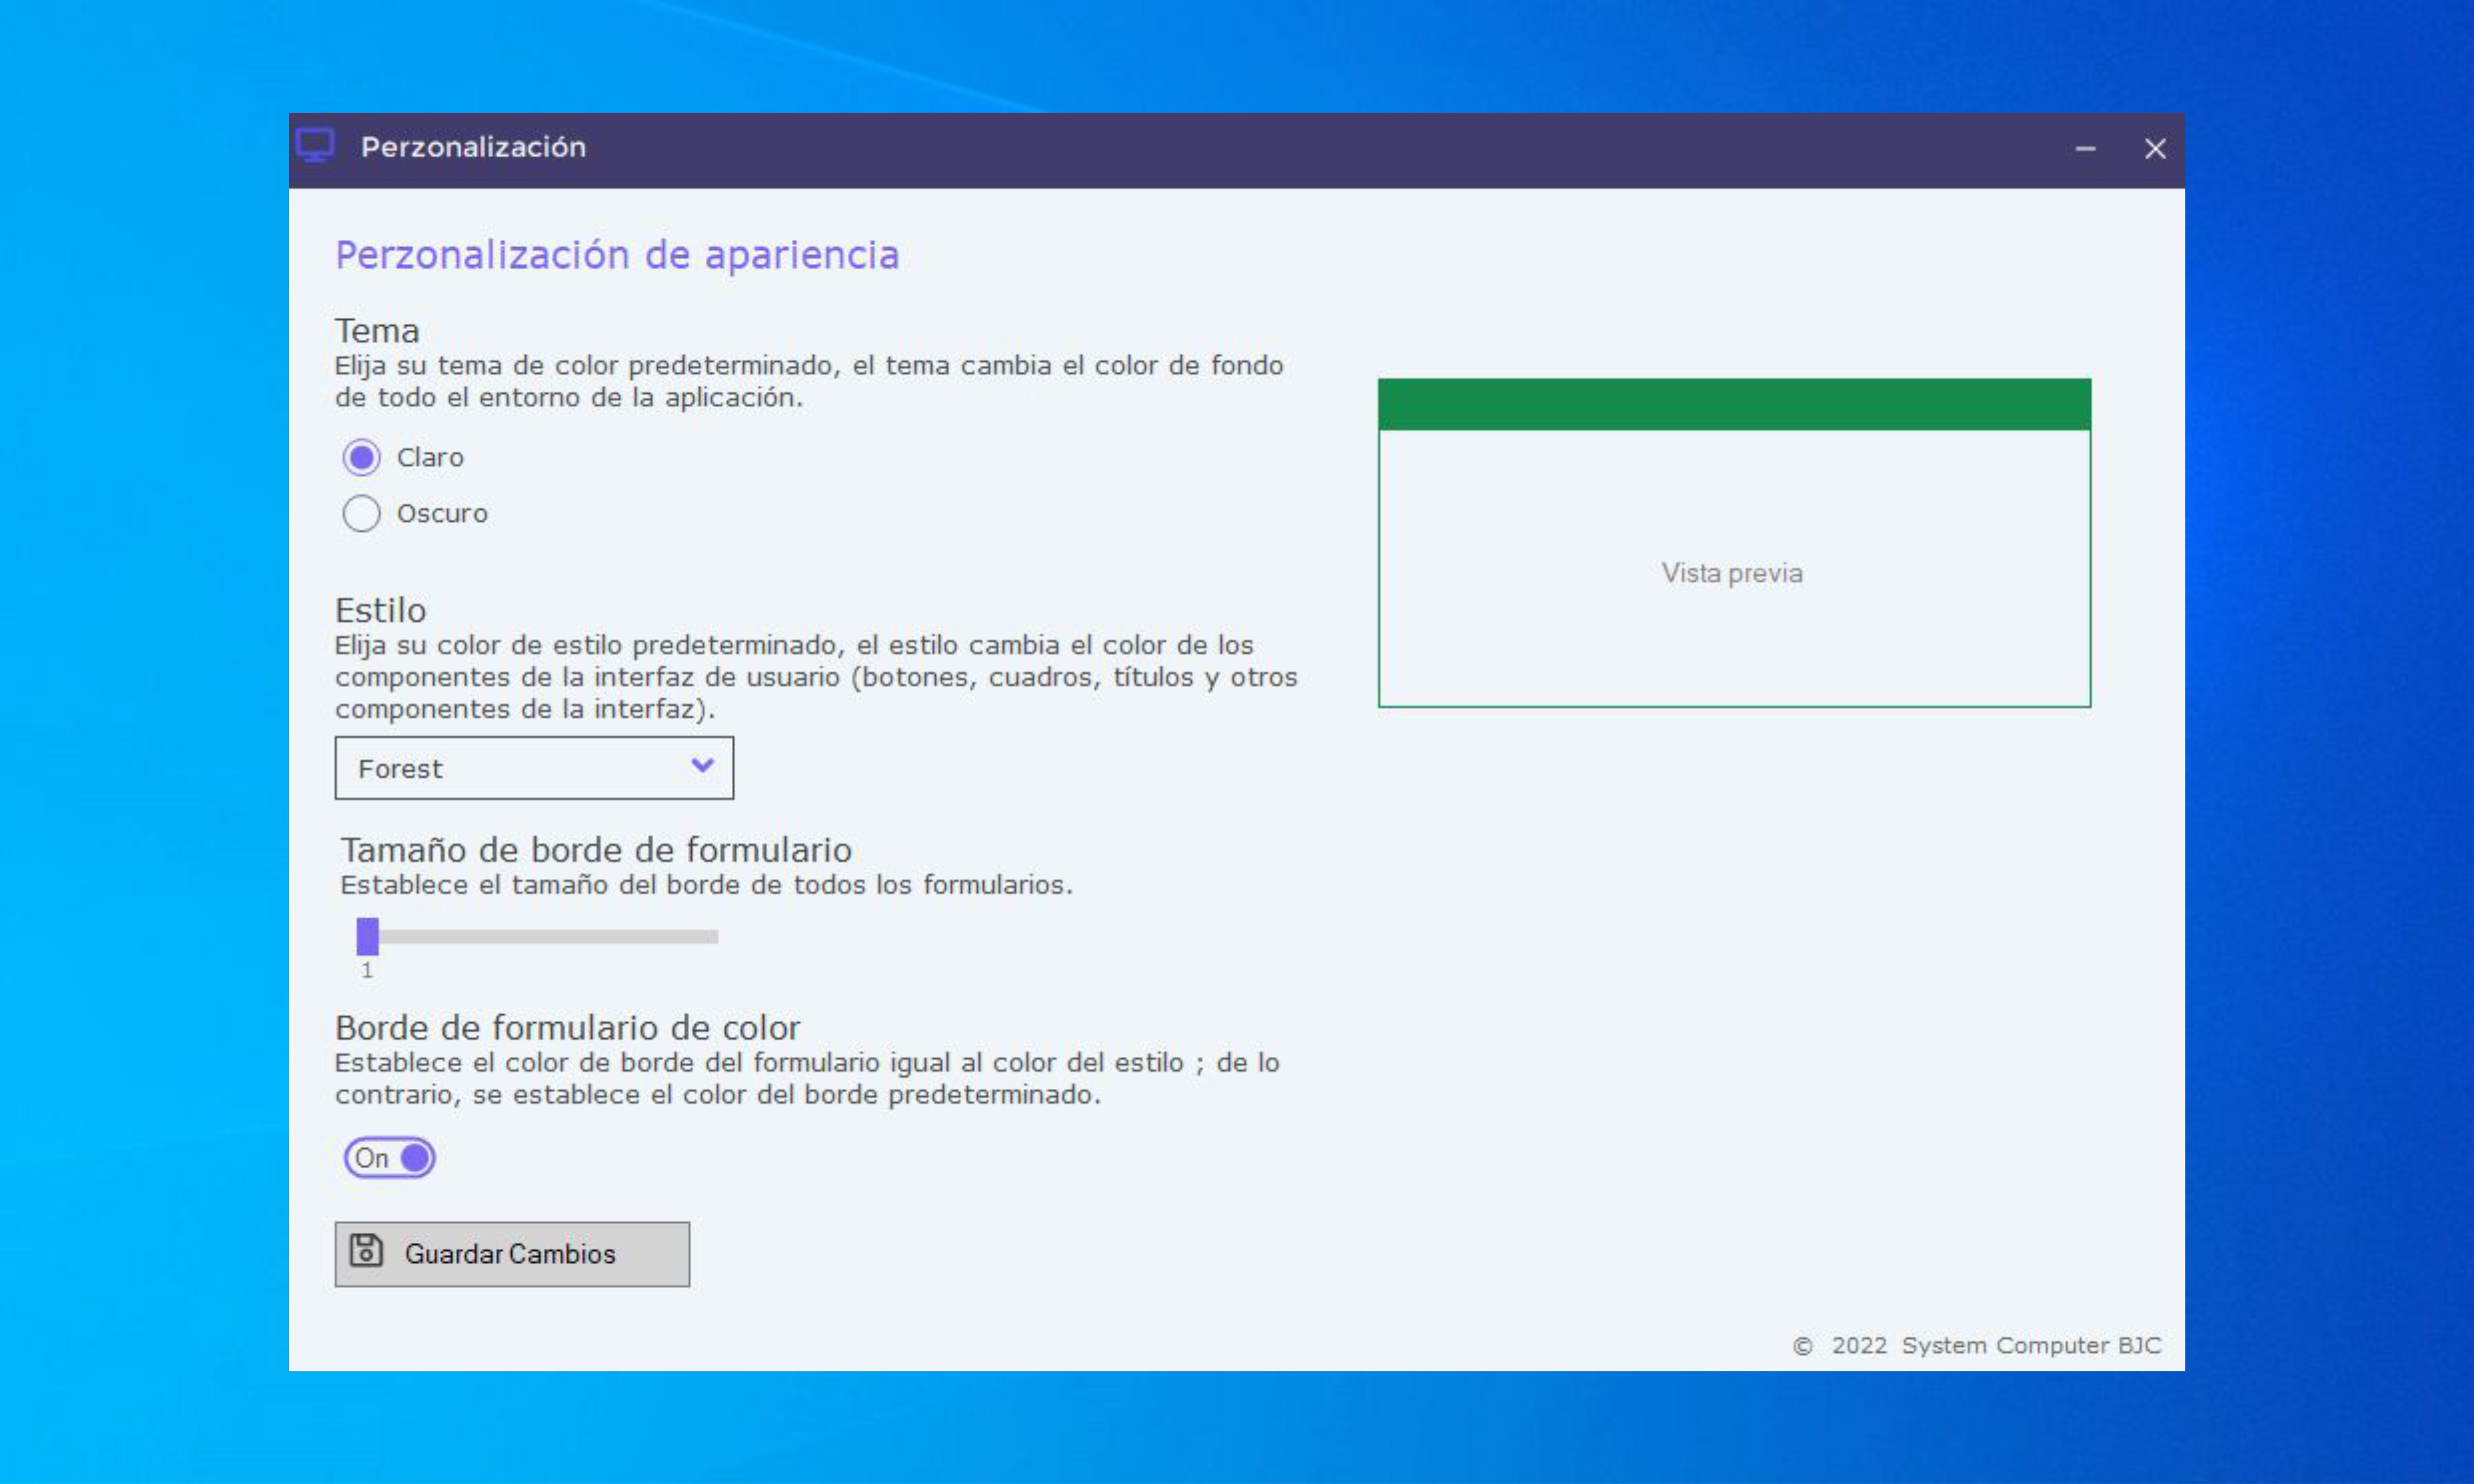 Perzonalización
Perzonalización de apariencia
Tema
Elija su tema de color predeterminado, el tema cambia el color de fondo
de todo el entorno de la aplicación.
Claro
Oscuro
Vista previa
Estilo
Elija su color de estilo predeterminado, el estilo cambia el color de los
componentes de la interfaz de usuario (botones, cuadros, títulos y otros
componentes de la interfaz).
Forest
Tamaño de borde de formulario
Establece el tamaño del borde de todos los formularios.
1
Borde de formulario de color
Establece el color de borde del formulario igual al color del estilo ; de lo
contrario, se establece el color del borde predeterminado.
On
Guardar Cambios
© 2022 System Computer BJC